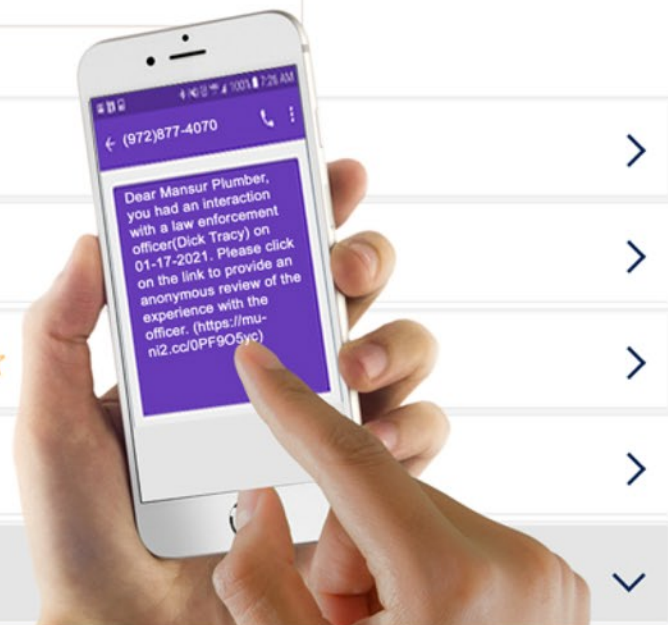 100% 7:26 AM
(972)877-4070
Dear Mansur Plumber,
you had an interaction
with a law enforcement
officer(Dick Tracy) on
01-17-2021. Please click
on the link to provide an
anonymous review of the
experience with the
officer. (https://mu-
ni2.cc/0PF9O5yc)